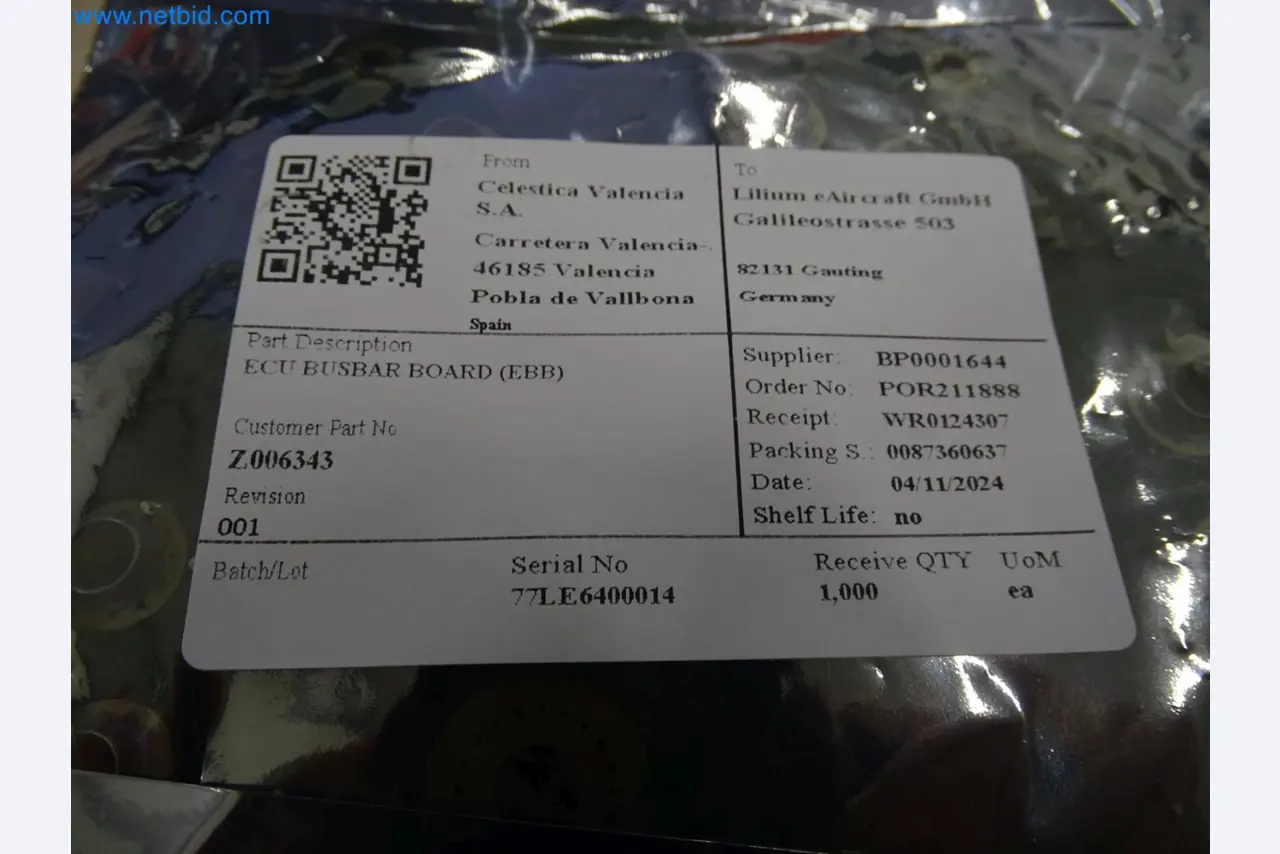 www.netbid.com
From
Celestica Valencia
S.A.
Carretera Valencia-.
46185 Valencia
Pobla de Vallbona
Spain
To
Lilium eAircraft GmbH
Galileostrasse 503
82131 Gauting
Germany
Part Description
ECU BUSBAR BOARD (EBB)
Customer Part No
Z006343
Revision
001
Supplier: BP0001644
Order No: POR211888
Receipt: WR0124307
Packing S.: 0087360637
Date: 04/11/2024
Shelf Life: no
Batch/Lot
Serial No
77LE6400014
Receive QTY UoM
1,000 ea